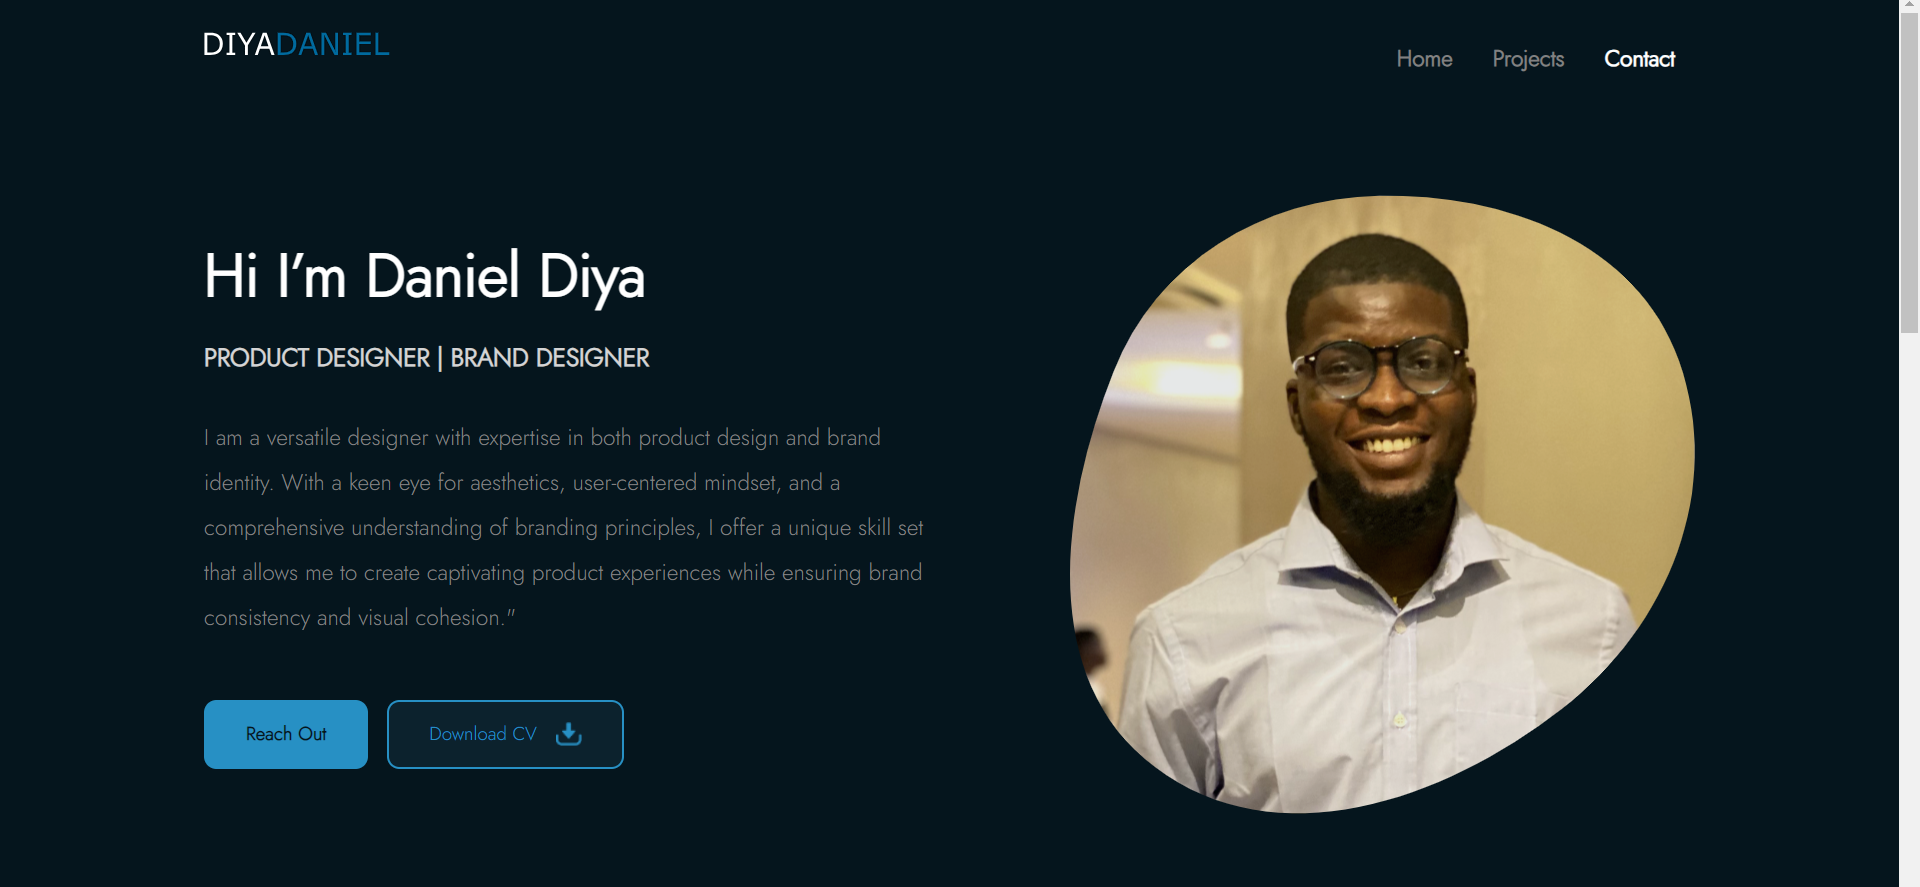 DIYADANIEL
Home Projects Contact
Hi I’m Daniel Diya
PRODUCT DESIGNER | BRAND DESIGNER
I am a versatile designer with expertise in both product design and brand
identity. With a keen eye for aesthetics, user-centered mindset, and a
comprehensive understanding of branding principles, I offer a unique skill set
that allows me to create captivating product experiences while ensuring brand
consistency and visual cohesion."
Reach Out
Download CV